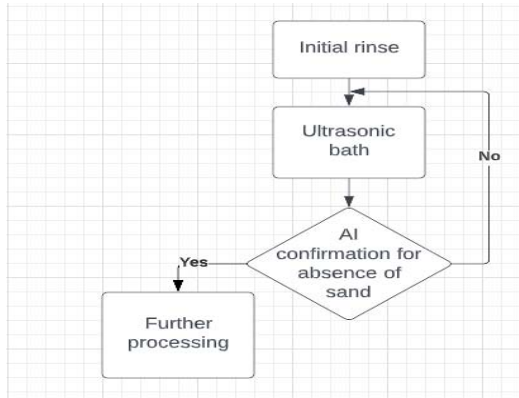 Initial rinse
Ultrasonic
bath
No
AI
confirmation for
absence of
sand
Yes
Further
processing